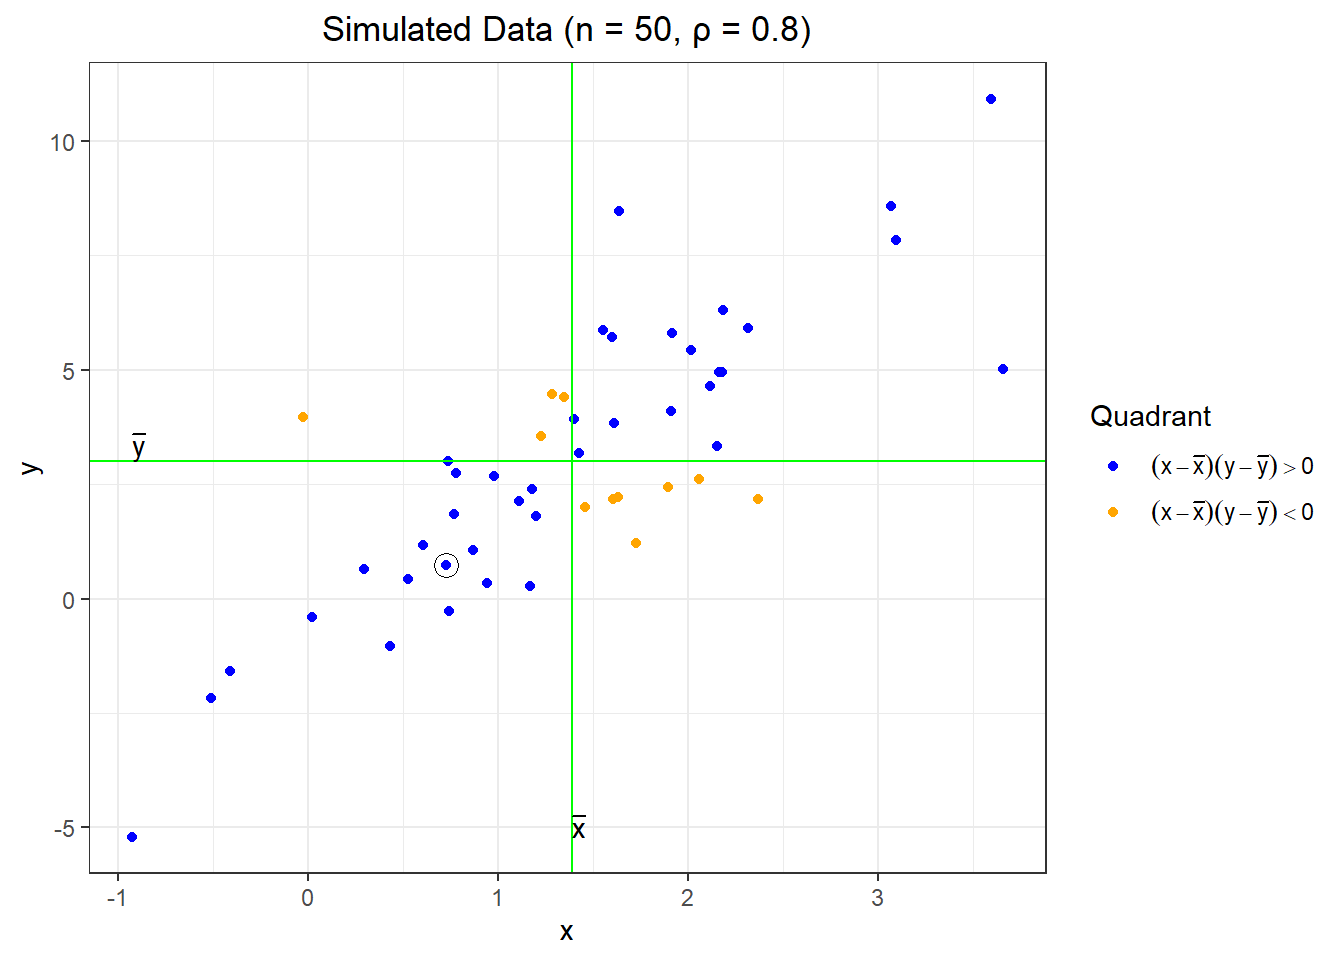 Simulated Data (n = 50, ρ = 0.8)
10
5
0
-5
y
y̅
x̅
-1
0
1
2
3
x
Quadrant
(x − x̅)(y − y̅) > 0
(x − x̅)(y − y̅) < 0